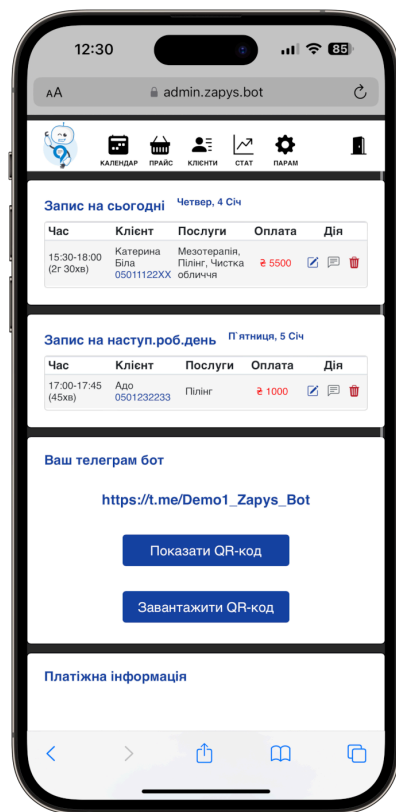 12:30
85
AA
admin.zapys.bot
КАЛЕНДАР ПРАЙС КЛІЄНТИ СТАТ ПАРАМ
Запис на сьогодні Четвер, 4 Січ
Час Клієнт Послуги Оплата Дія
15:30-18:00 (2г 30хв)
Катерина Біла 05011122XX
Мезотерапія, Пілінг, Чистка обличчя
₴ 5500
Запис на наступ.роб.день П`ятниця, 5 Січ
Час Клієнт Послуги Оплата Дія
17:00-17:45 (45хв)
Адо 0501232233
Пілінг
₴ 1000
Ваш телеграм бот
https://t.me/Demo1_Zapys_Bot
Показати QR-код
Завантажити QR-код
Платіжна інформація